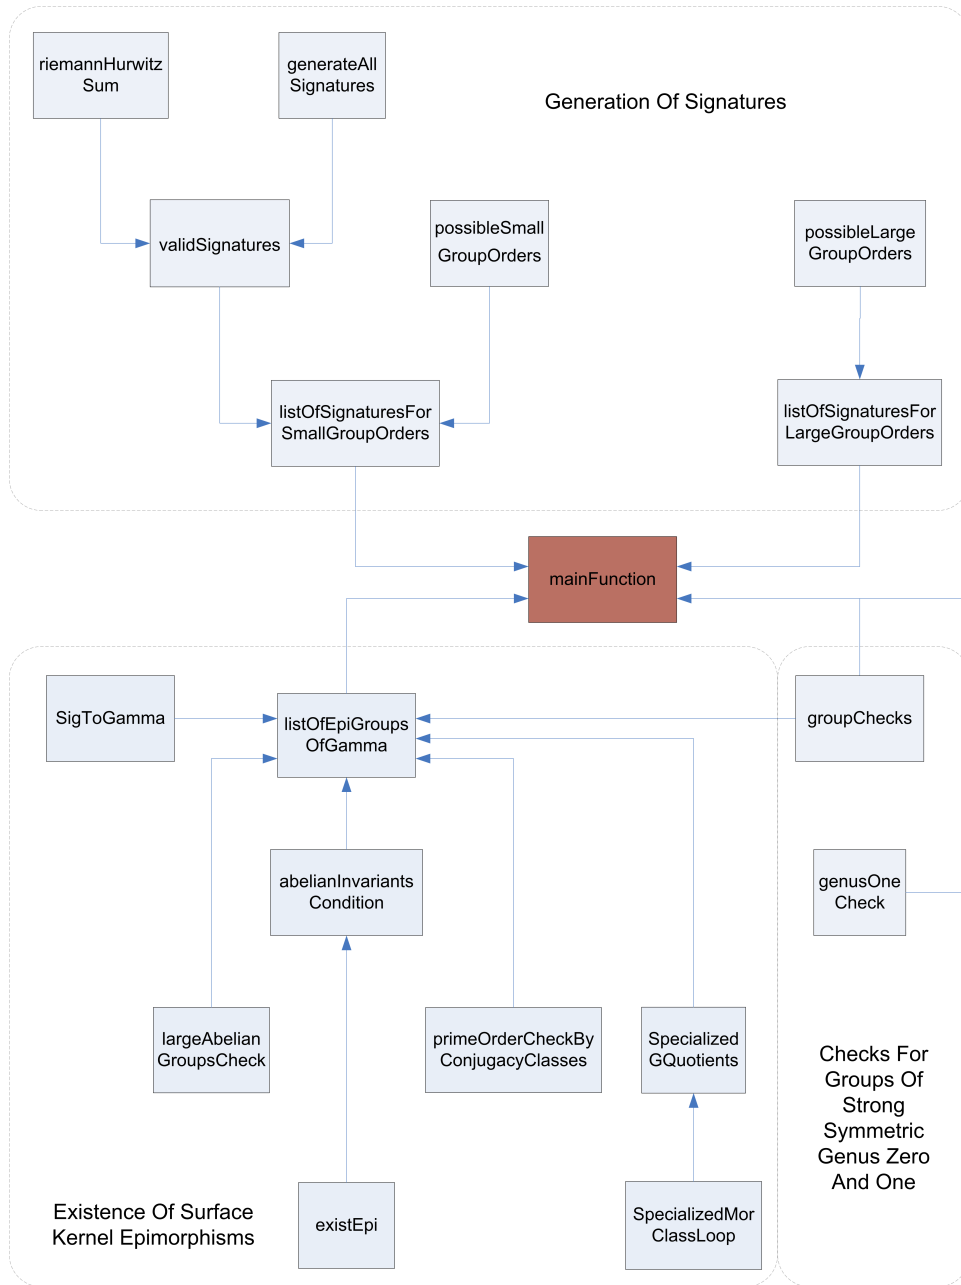 riemannHurwitz
Sum
generateAll
Signatures
Generation Of Signatures
validSignatures
possibleSmall
GroupOrders
possibleLarge
GroupOrders
listOfSignaturesFor
SmallGroupOrders
listOfSignaturesFor
LargeGroupOrders
mainFunction
SigToGamma
listOfEpiGroups
OfGamma
groupChecks
abelianInvariants
Condition
genusOne
Check
largeAbelian
GroupsCheck
primeOrderCheckBy
ConjugacyClasses
Specialized
GQuotients
Checks For
Groups Of
Strong
Symmetric
Genus Zero
And One
Existence Of Surface
Kernel Epimorphisms
existEpi
SpecializedMor
ClassLoop